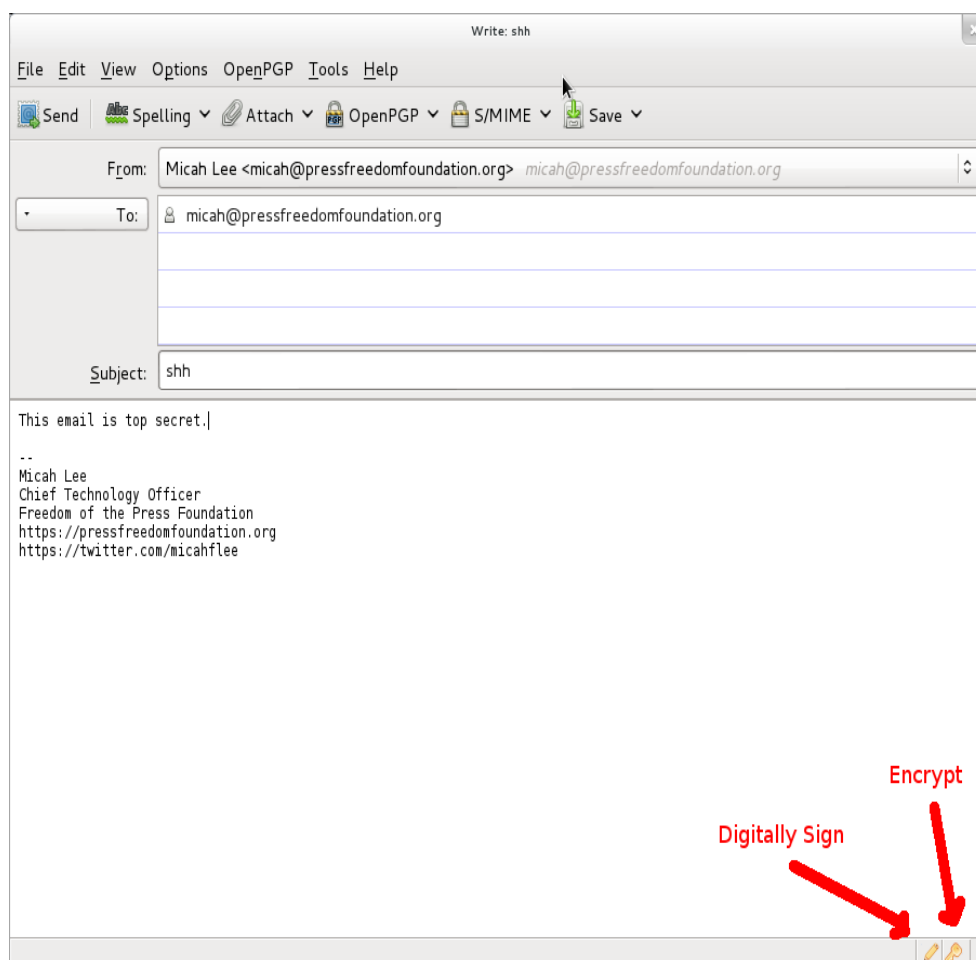 Write: shh
File Edit View Options OpenPGP Tools Help
Send Abc Spelling Attach PGP OpenPGP S/MIME Save
From: Micah Lee <micah@pressfreedomfoundation.org> micah@pressfreedomfoundation.org
To: micah@pressfreedomfoundation.org
Subject: shh
This email is top secret.
--
Micah Lee
Chief Technology Officer
Freedom of the Press Foundation
https://pressfreedomfoundation.org
https://twitter.com/micahflee
Encrypt
Digitally Sign